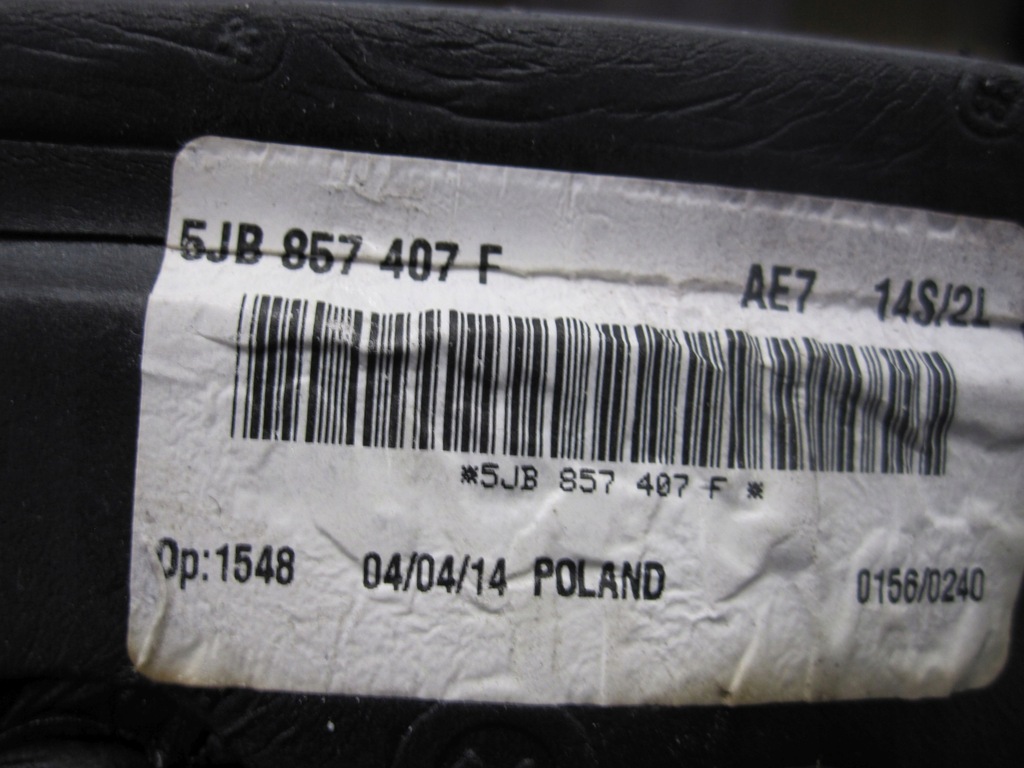 5JB 857 407 F AE7 14S/2L
*5JB 857 407 F *
Op:1548 04/04/14 POLAND 0156/0240